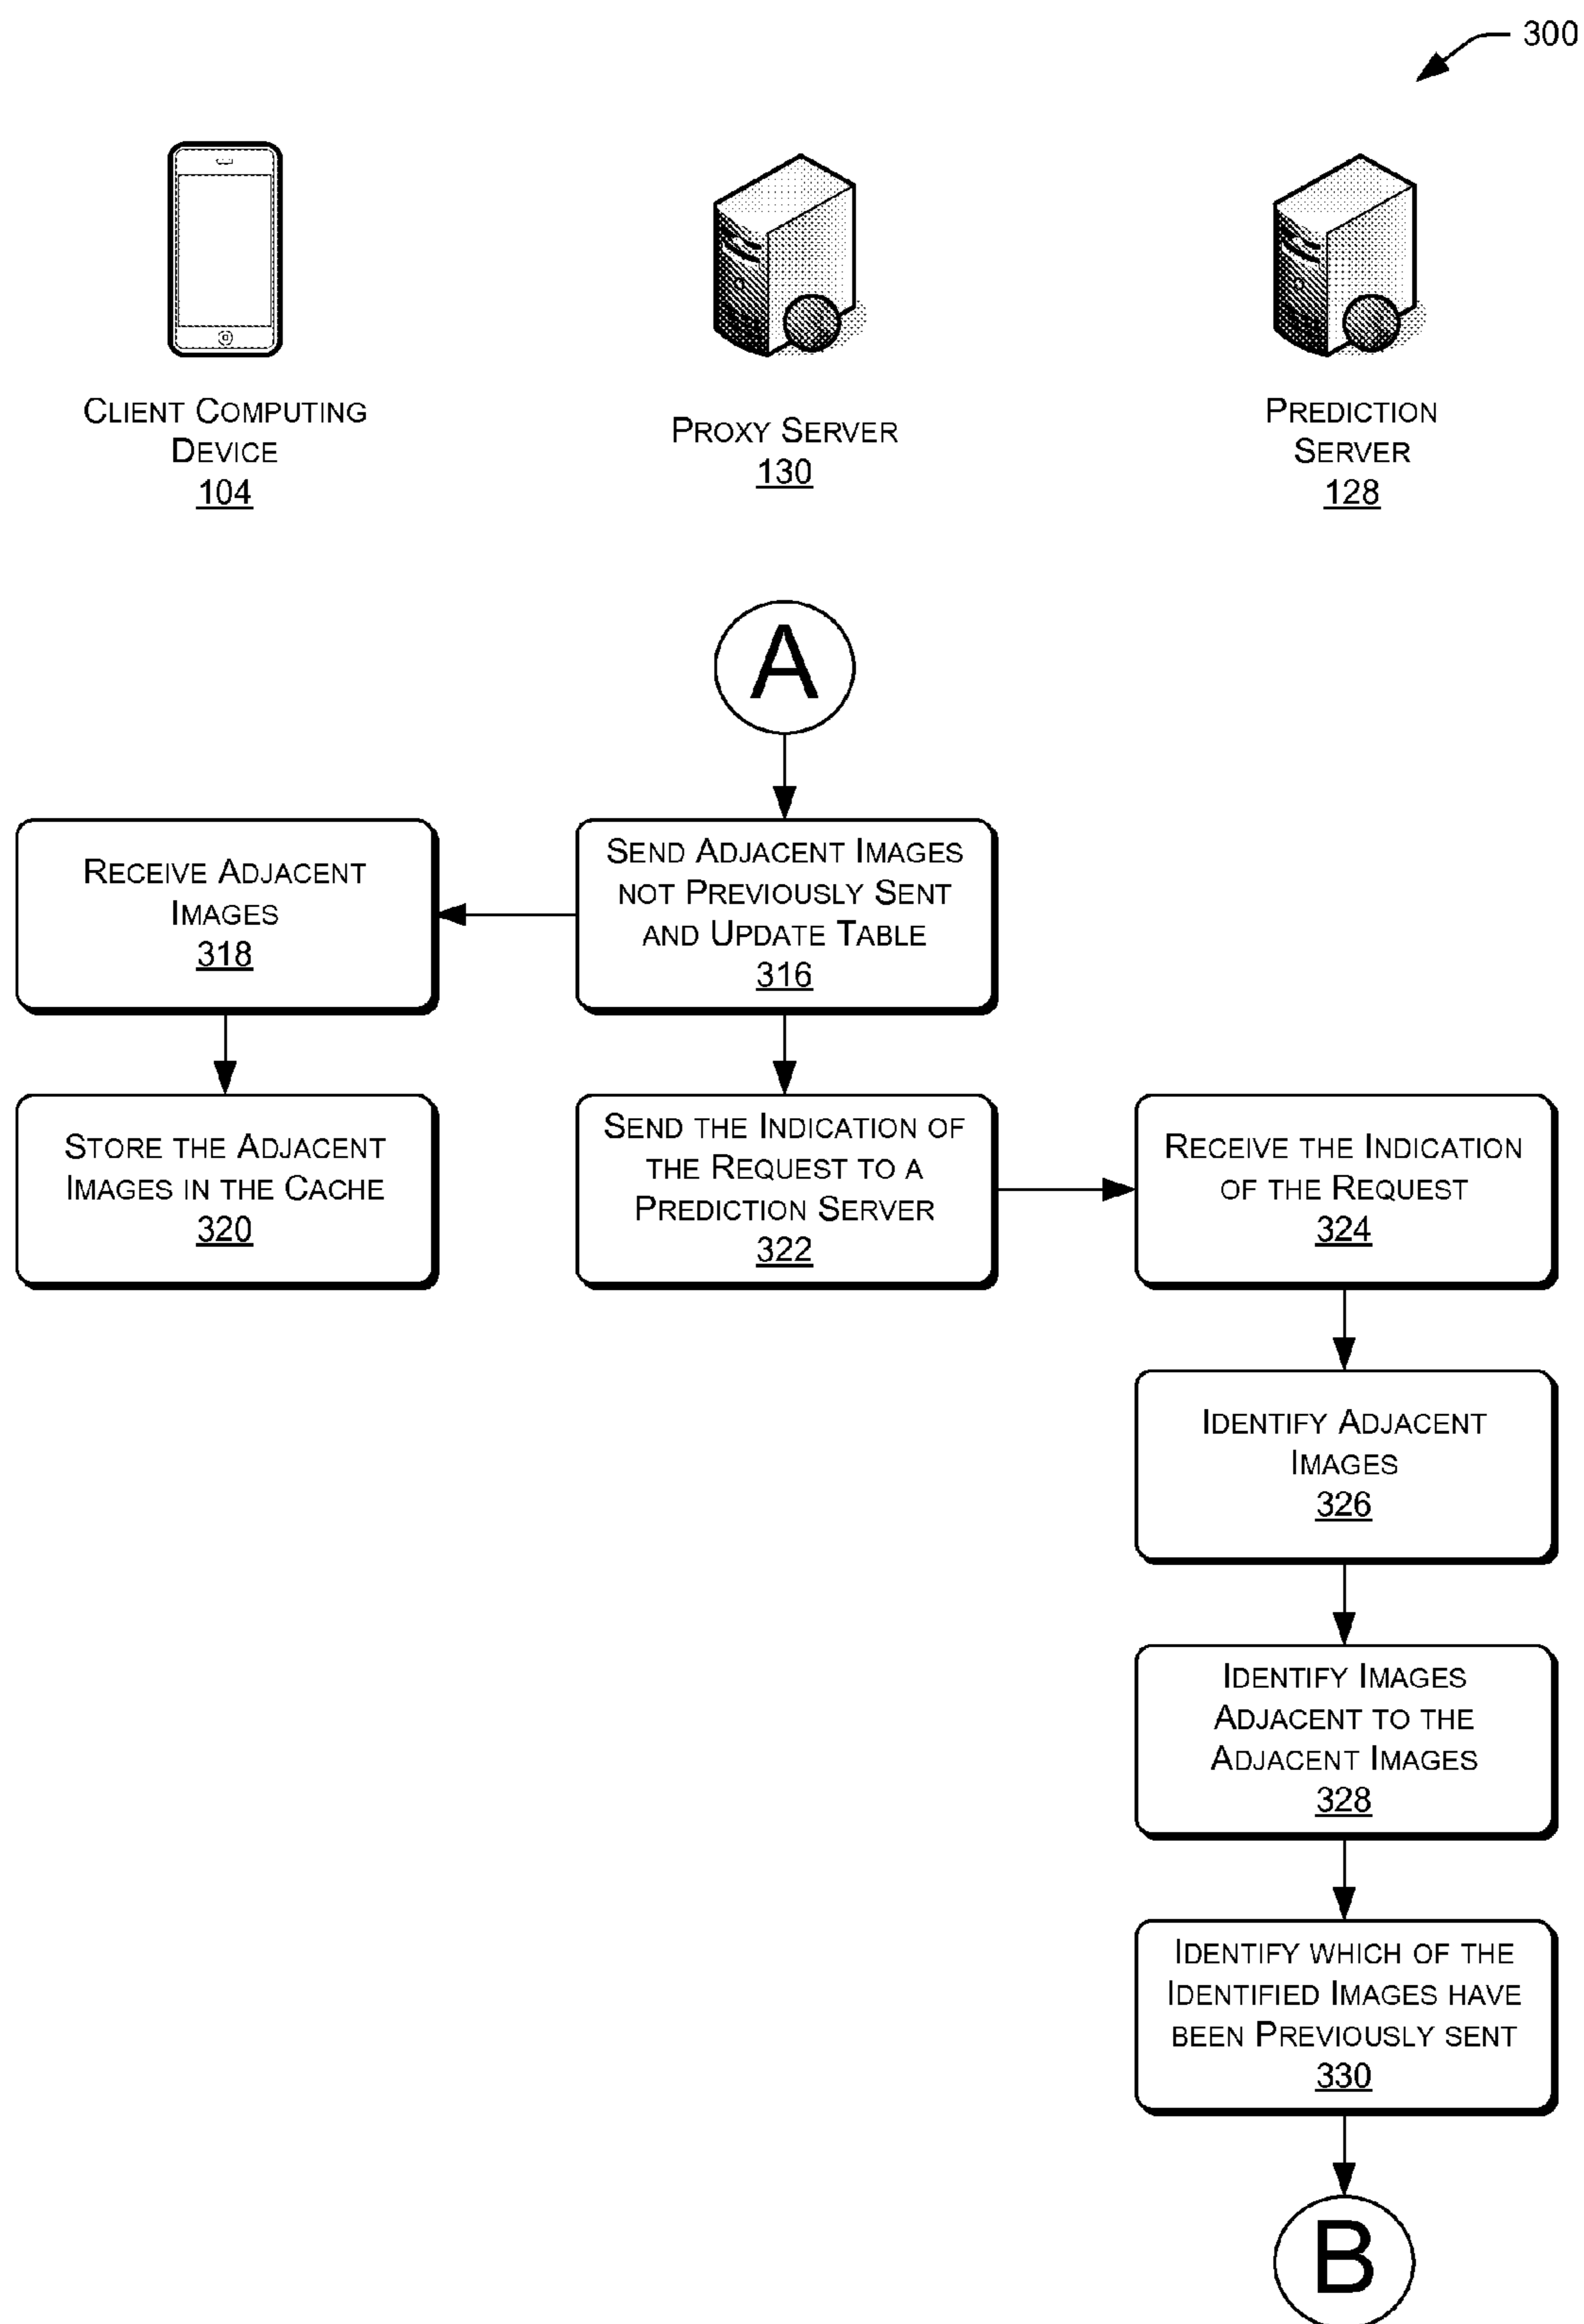 300
Client Computing
Device
104
Proxy Server
130
Prediction
Server
128
A
Receive Adjacent
Images
318
Send Adjacent Images
not Previously Sent
and Update Table
316
Store the Adjacent
Images in the Cache
320
Send the Indication of
the Request to a
Prediction Server
322
Receive the Indication
of the Request
324
Identify Adjacent
Images
326
Identify Images
Adjacent to the
Adjacent Images
328
Identify which of the
Identified Images have
been Previously sent
330
B